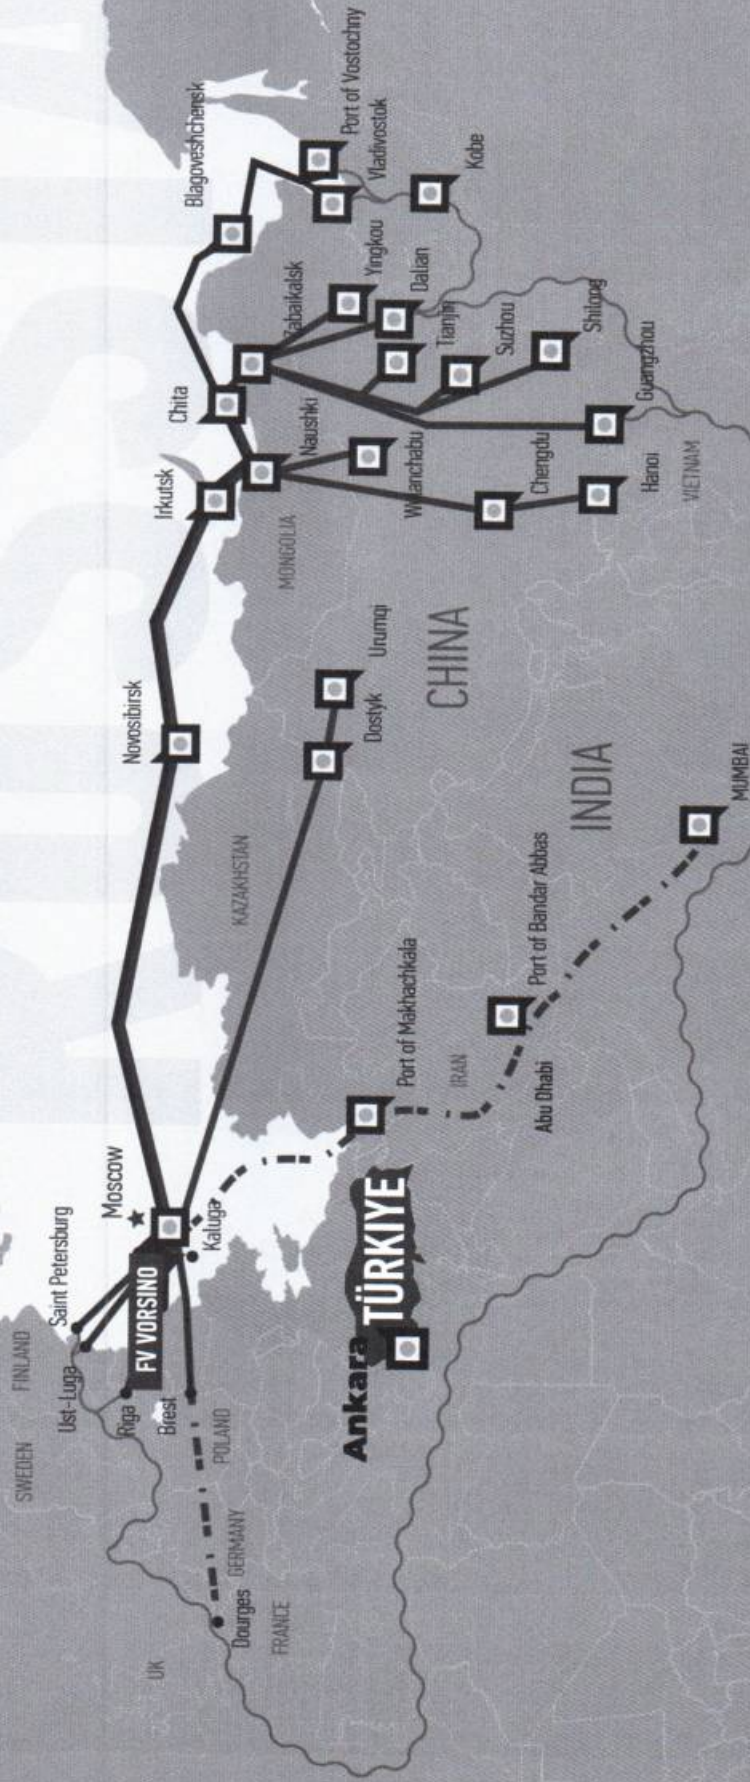 SWEDEN
FINLAND
Saint Petersburg
Ust-Luga
Riga
Brest
FV VORSINO
Moscow
Kaluga
UK
Dourges
GERMANY
FRANCE
POLAND
Ankara
TÜRKIYE
Port of Makhachkala
IRAN
Abu Dhabi
Port of Bandar Abbas
MUMBAI
INDIA
KAZAKHSTAN
Novosibirsk
Dostyk
Urumqi
CHINA
MONGOLIA
Irkutsk
Naushki
Chita
Zabaikalsk
Blagoveshchensk
Port of Vostochny
Vladivostok
Kobe
Yingkou
Dalian
Tianjin
Suzhou
Shilong
Guangzhou
Wulanchabu
Chengdu
Hanoi
VIETNAM